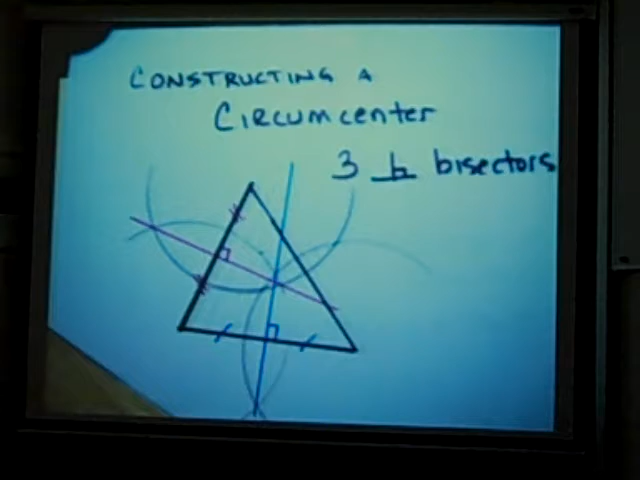 CONSTRUCTING A
CIRCUMCENTER
3 ⊥ b bisectors